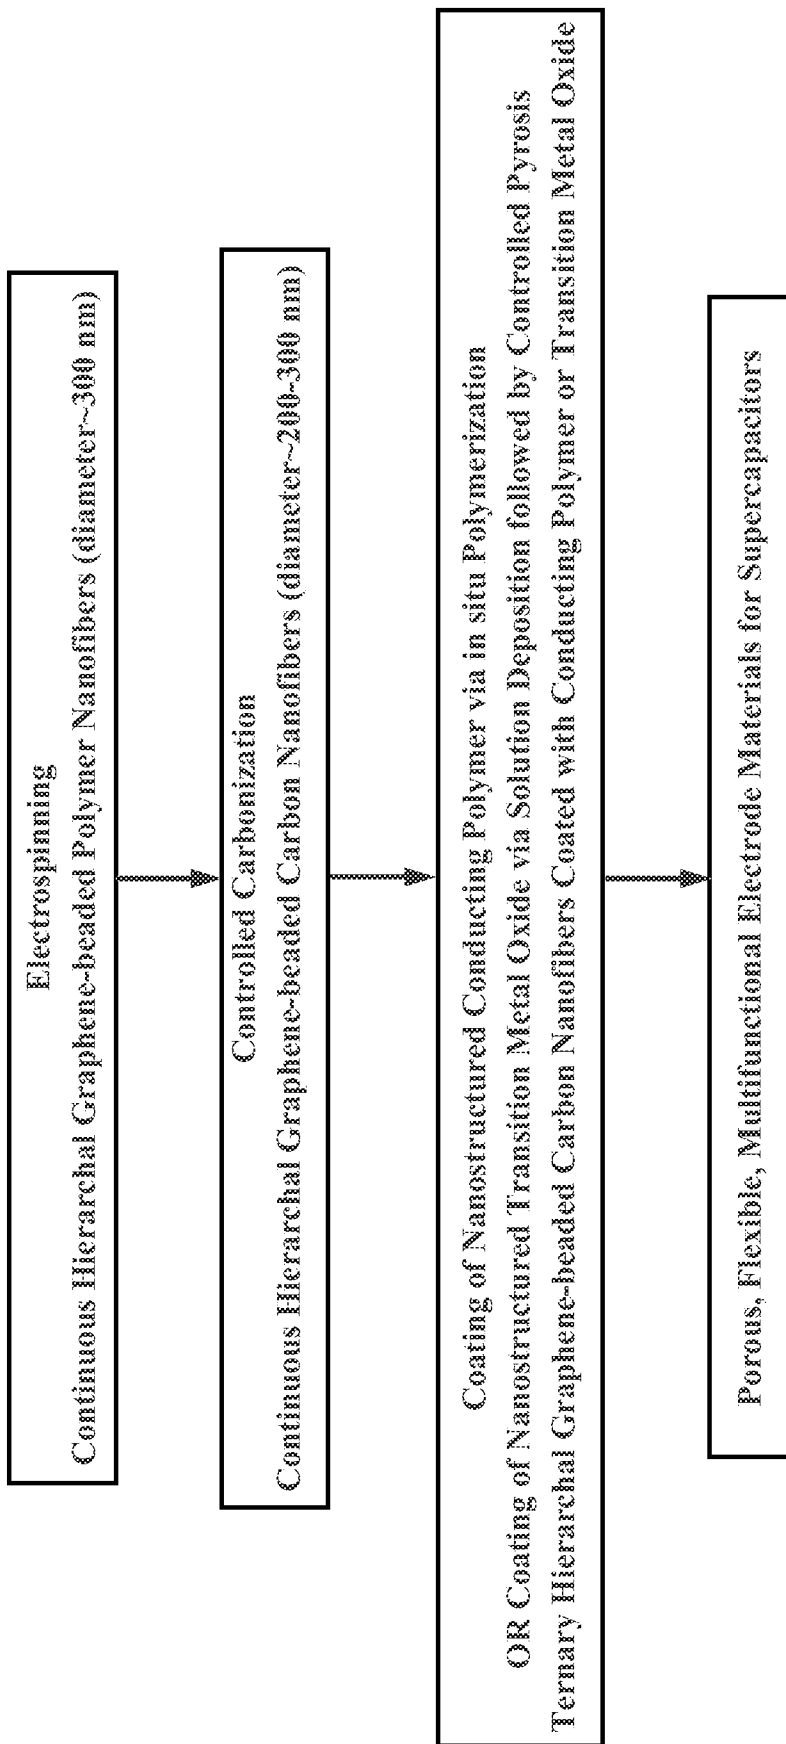 Electrospinning
Continuous Hierarchal Graphene-beaded Polymer Nanofibers (diameter~300 nm)
Controlled Carbonization
Continuous Hierarchal Graphene-beaded Carbon Nanofibers (diameter~200-300 nm)
Coating of Nanostructured Conducting Polymer via in situ Polymerization
OR Coating of Nanostructured Transition Metal Oxide via Solution Deposition followed by Controlled Pyrosis
Ternary Hierarchal Graphene-beaded Carbon Nanofibers Coated with Conducting Polymer or Transition Metal Oxide
Porous, Flexible, Multifunctional Electrode Materials for Supercapacitors